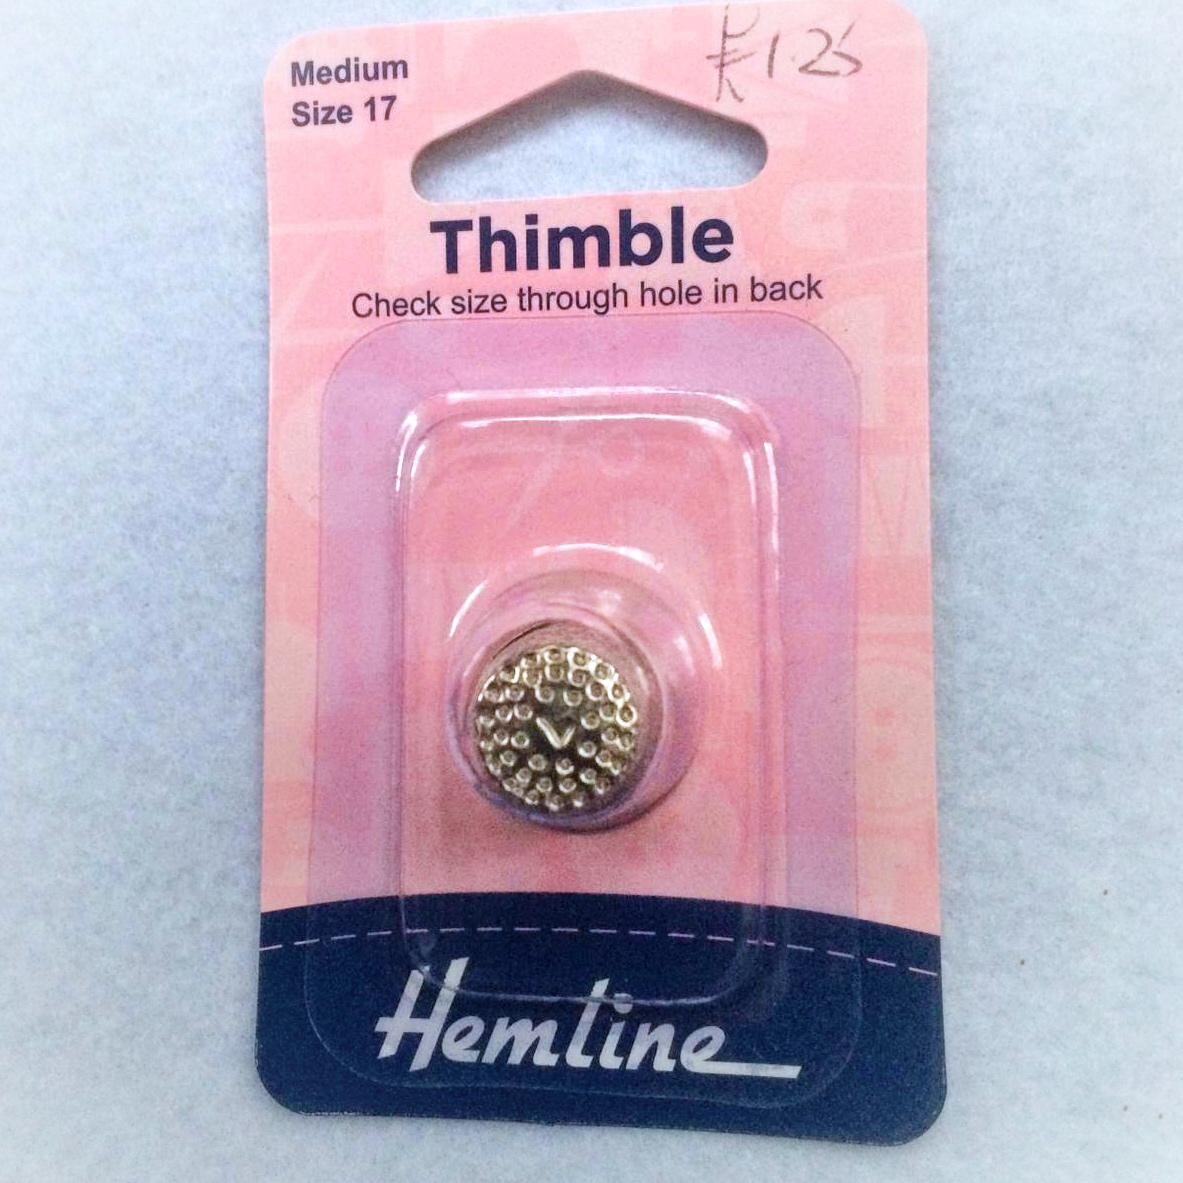 Medium
Size 17
1.25
Thimble
Check size through hole in back
Hemline